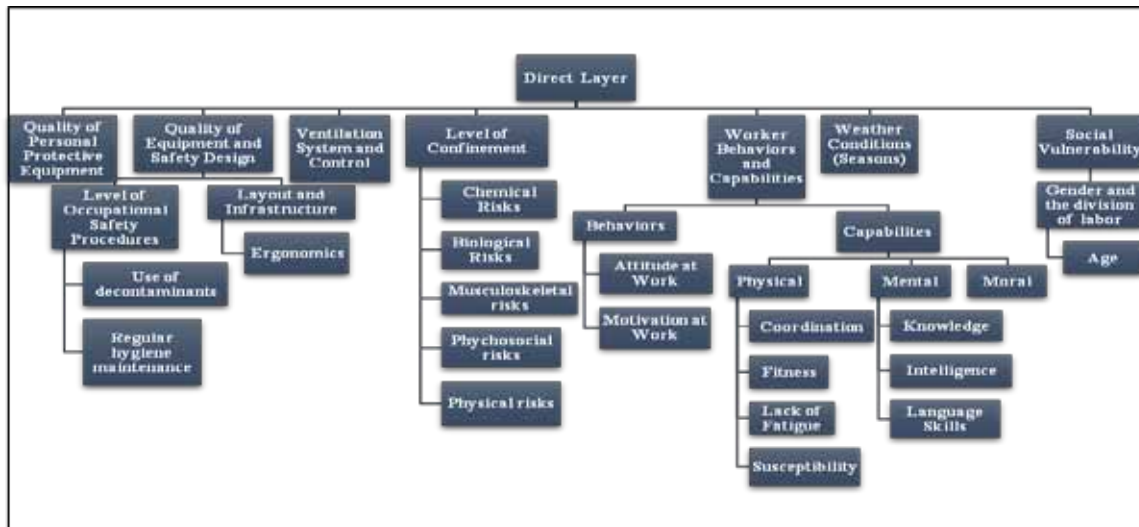 Direct Layer
Quality of
Personal
Protective
Equipment
Quality of
Equipment and
Safety Design
Ventilation
System and
Control
Level of
Confinement
Worker
Behaviors
and
Capabilities
Weather
Conditions
(Seasons)
Social
Vulnerability
Level of
Occupational
Safety
Procedures
Layout and
Infrastructure
Use of
decontaminants
Regular
hygiene
maintenance
Ergonomics
Chemical
Risks
Biological
Risks
Musculoskeletal
risks
Phychosocial
risks
Physical risks
Behaviors
Attitude at
Work
Motivation at
Work
Capabilites
Physical
Coordination
Fitness
Lack of
Fatigue
Susceptibility
Mental
Knowledge
Intelligence
Language
Skills
Moral
Gender and
the division
of labor
Age